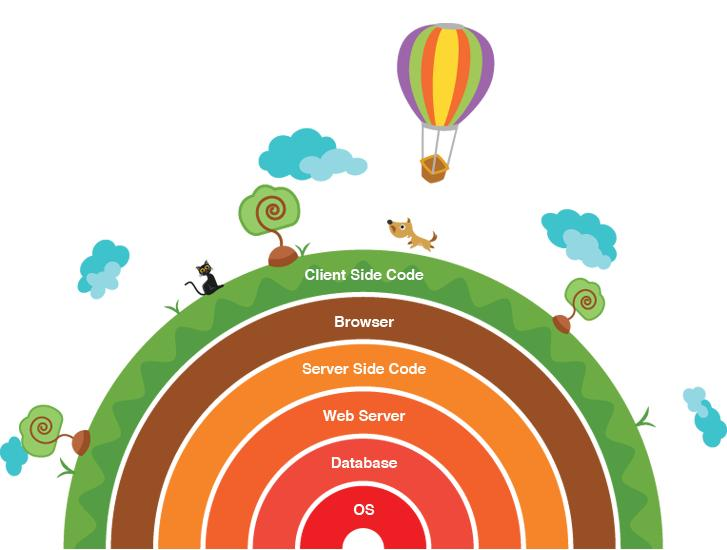 Client Side Code
Browser
Server Side Code
Web Server
Database
OS